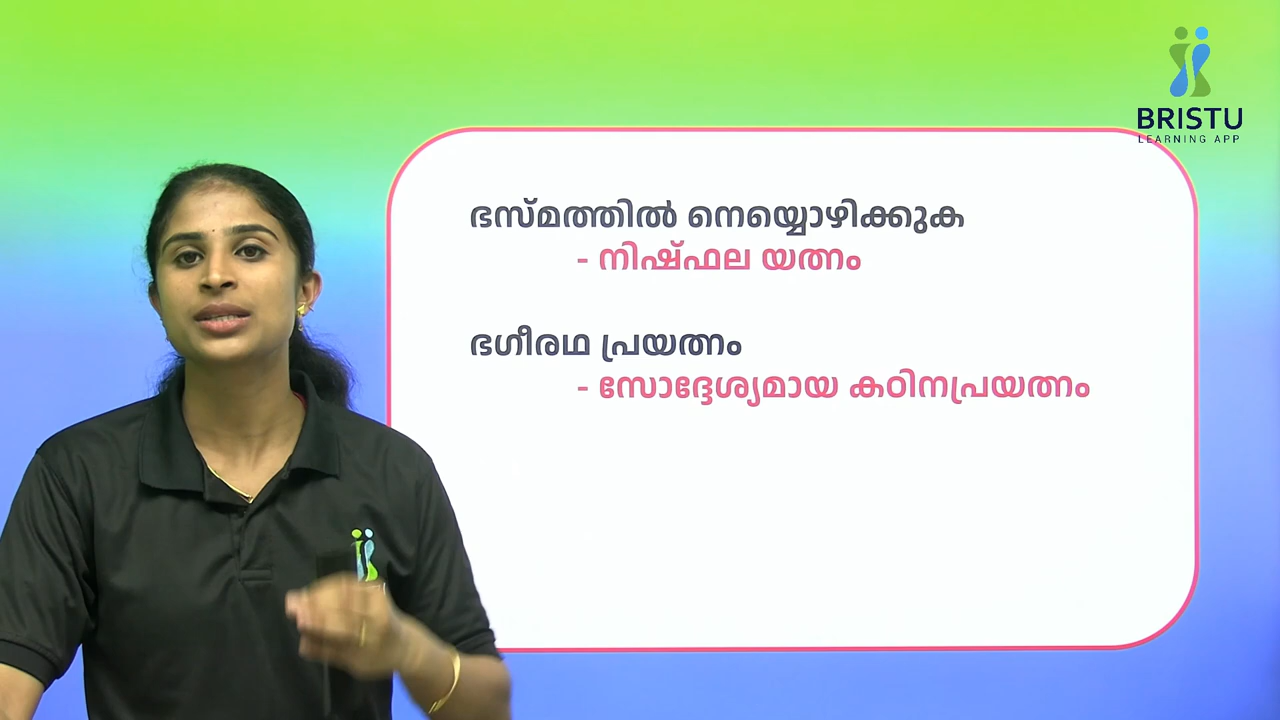 BRISTU
LEARNING APP
ഭസ്മത്തിൽ നെയ്യൊഴിക്കുക
- നിഷ്ഫല യത്നം
ഭഗീരഥ പ്രയത്നം
- സോദ്ദേശ്യമായ കഠിനപ്രയത്നം